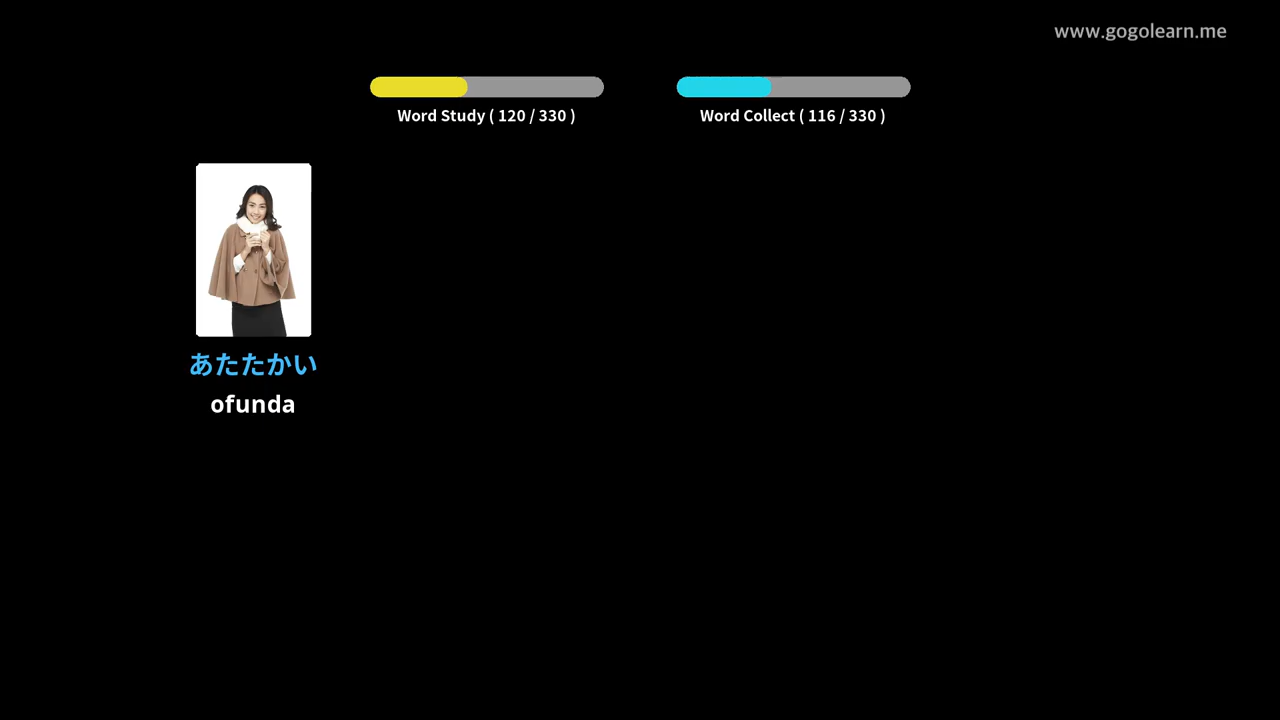 www.gogolearn.me
Word Study ( 120 / 330 )
Word Collect ( 116 / 330 )
あたたかい
ofunda